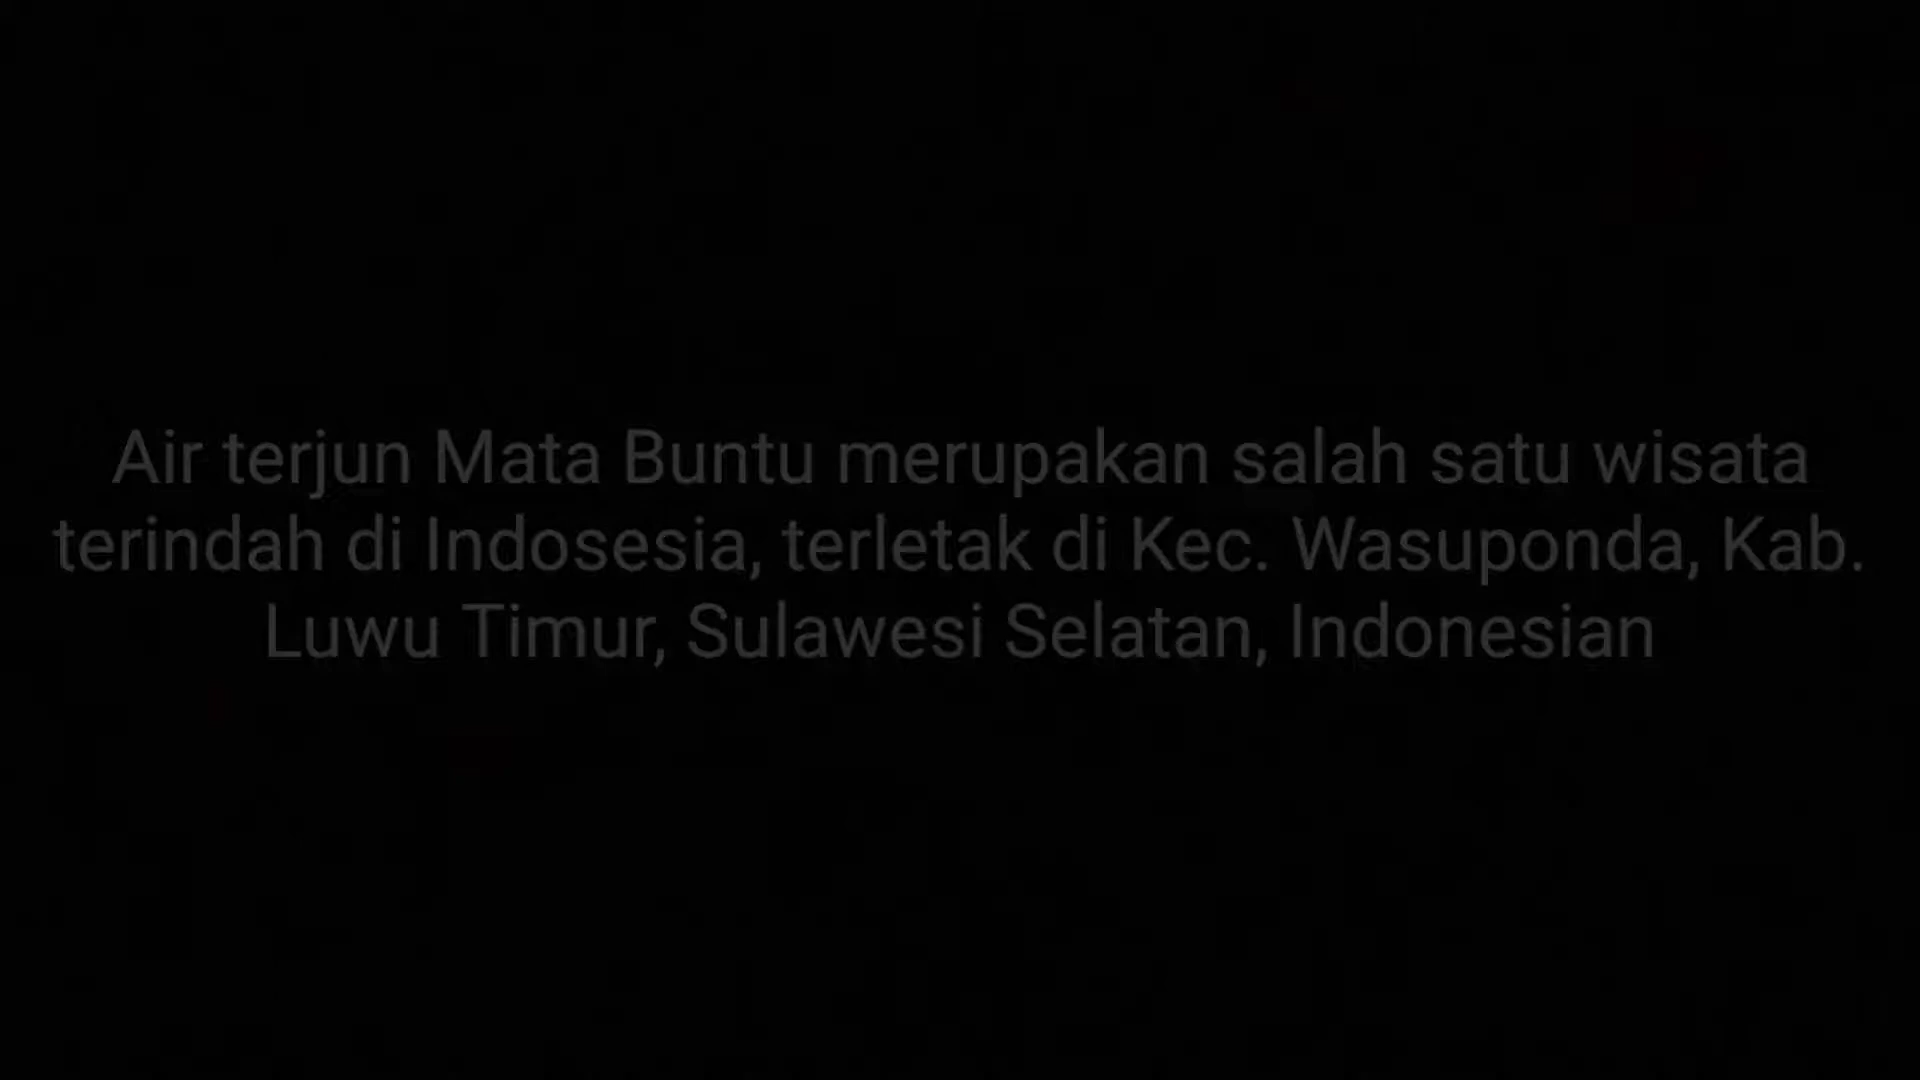 Air terjun Mata Buntu merupakan salah satu wisata
terindah di Indosesia, terletak di Kec. Wasuponda, Kab.
Luwu Timur, Sulawesi Selatan, Indonesian